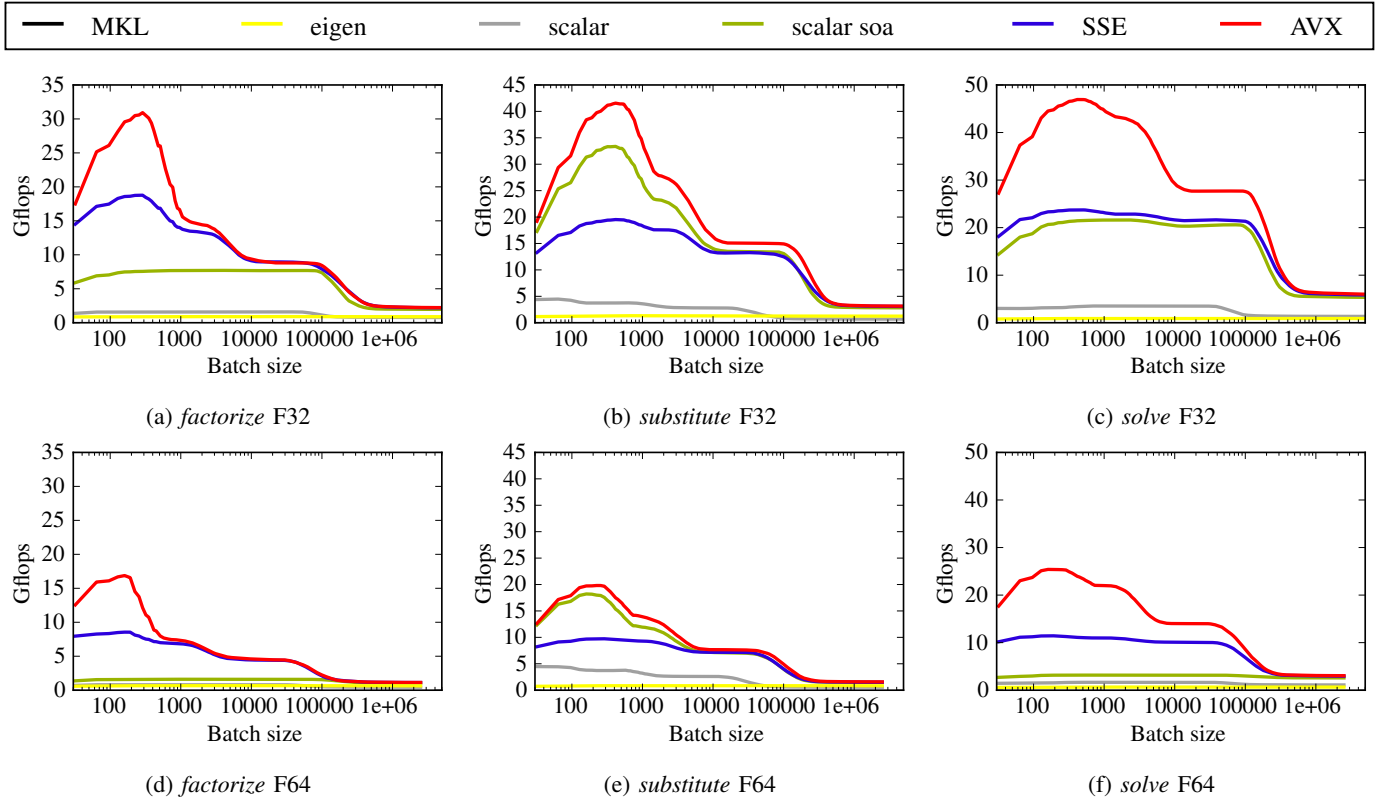 MKL eigen scalar scalar soa SSE AVX
35
30
25
20
15
10
5
0
Gflops
100 1000 10000 100000 1e+06
Batch size
(a) factorize F32
45
40
35
30
25
20
15
10
5
0
Gflops
100 1000 10000 100000 1e+06
Batch size
(b) substitute F32
50
40
30
20
10
0
Gflops
100 1000 10000 100000 1e+06
Batch size
(c) solve F32
35
30
25
20
15
10
5
0
Gflops
100 1000 10000 100000 1e+06
Batch size
(d) factorize F64
45
40
35
30
25
20
15
10
5
0
Gflops
100 1000 10000 100000 1e+06
Batch size
(e) substitute F64
50
40
30
20
10
0
Gflops
100 1000 10000 100000 1e+06
Batch size
(f) solve F64